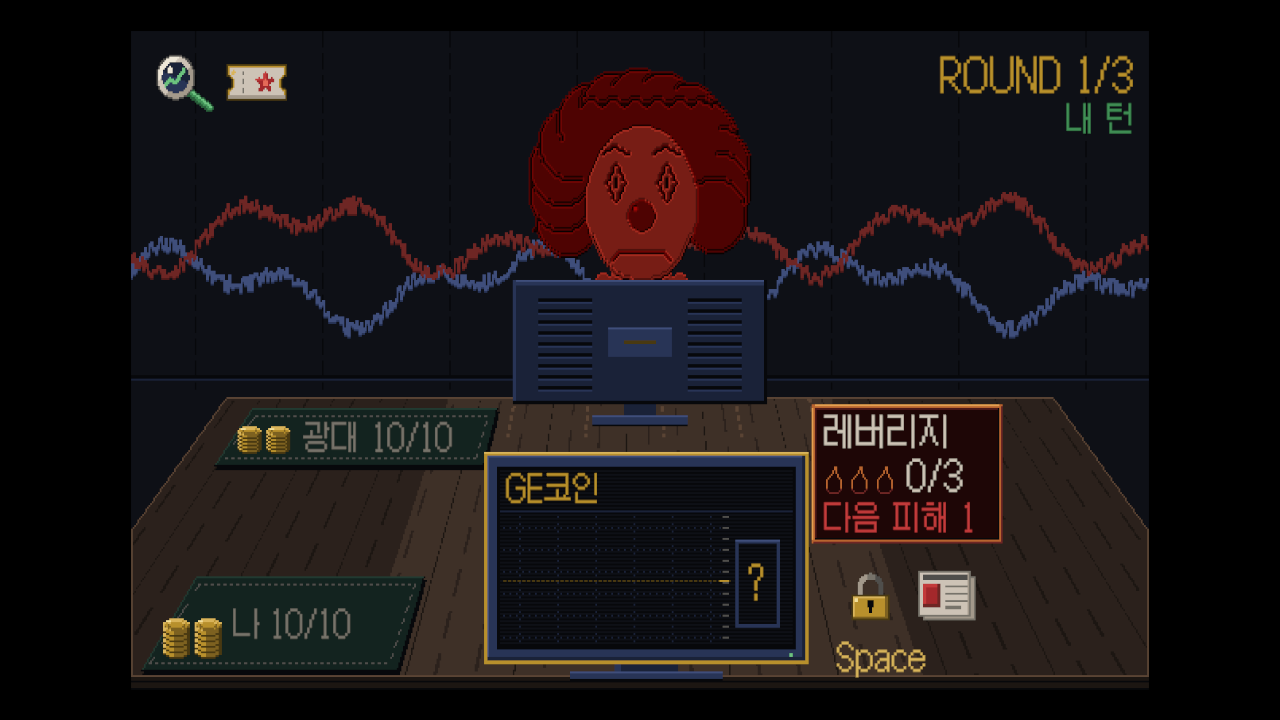 ROUND 1/3
내 턴
광대 10/10
레버리지
0/3
다음 피해 1
GE코인
?
나 10/10
Space